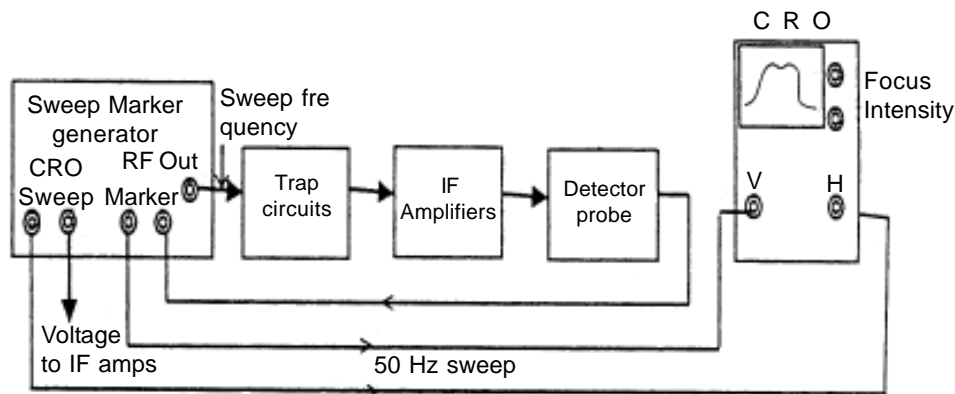 C R O
Focus
Intensity
Sweep Marker
generator
Sweep fre
quency
CRO
RF Out
Sweep
Marker
Trap
circuits
IF
Amplifiers
Detector
probe
V
H
Voltage
to IF amps
50 Hz sweep